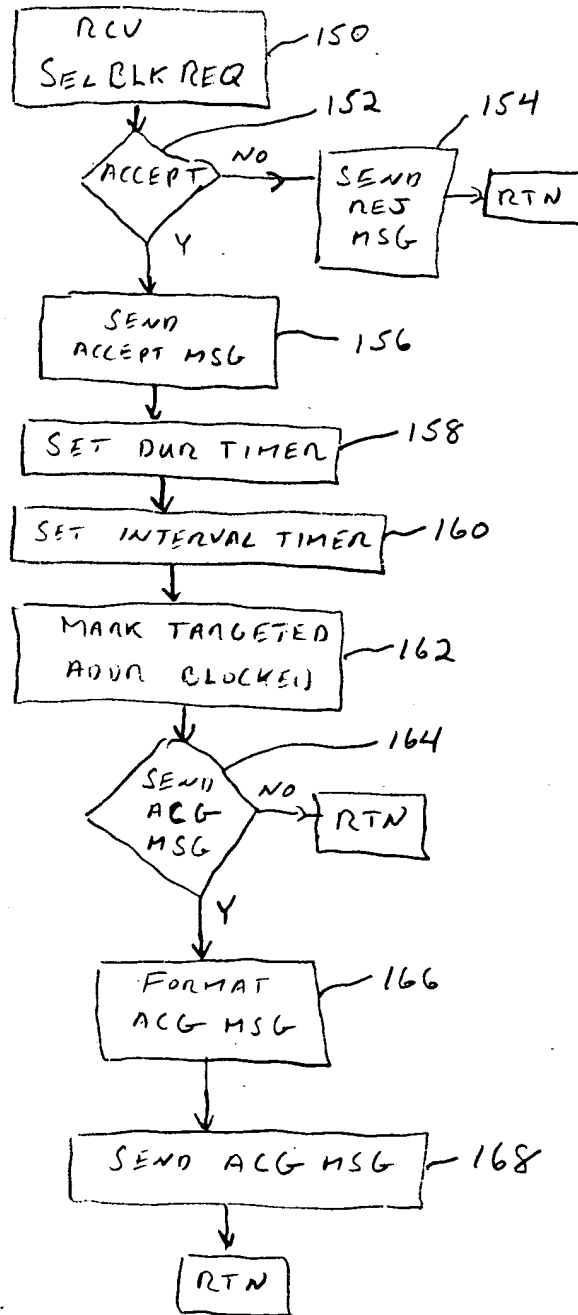 RCV
SEL BLK REQ
150
152
ACCEPT
NO
154
SEND
REJ
MSG
RTN
Y
SEND
ACCEPT MSG
156
SET DUR TIMER
158
SET INTERVAL TIMER
160
MARK TARGETED
ADDR BLOCKED
162
164
SEND
ACG
MSG
NO
RTN
Y
FORMAT
ACG MSG
166
SEND ACG MSG
168
RTN